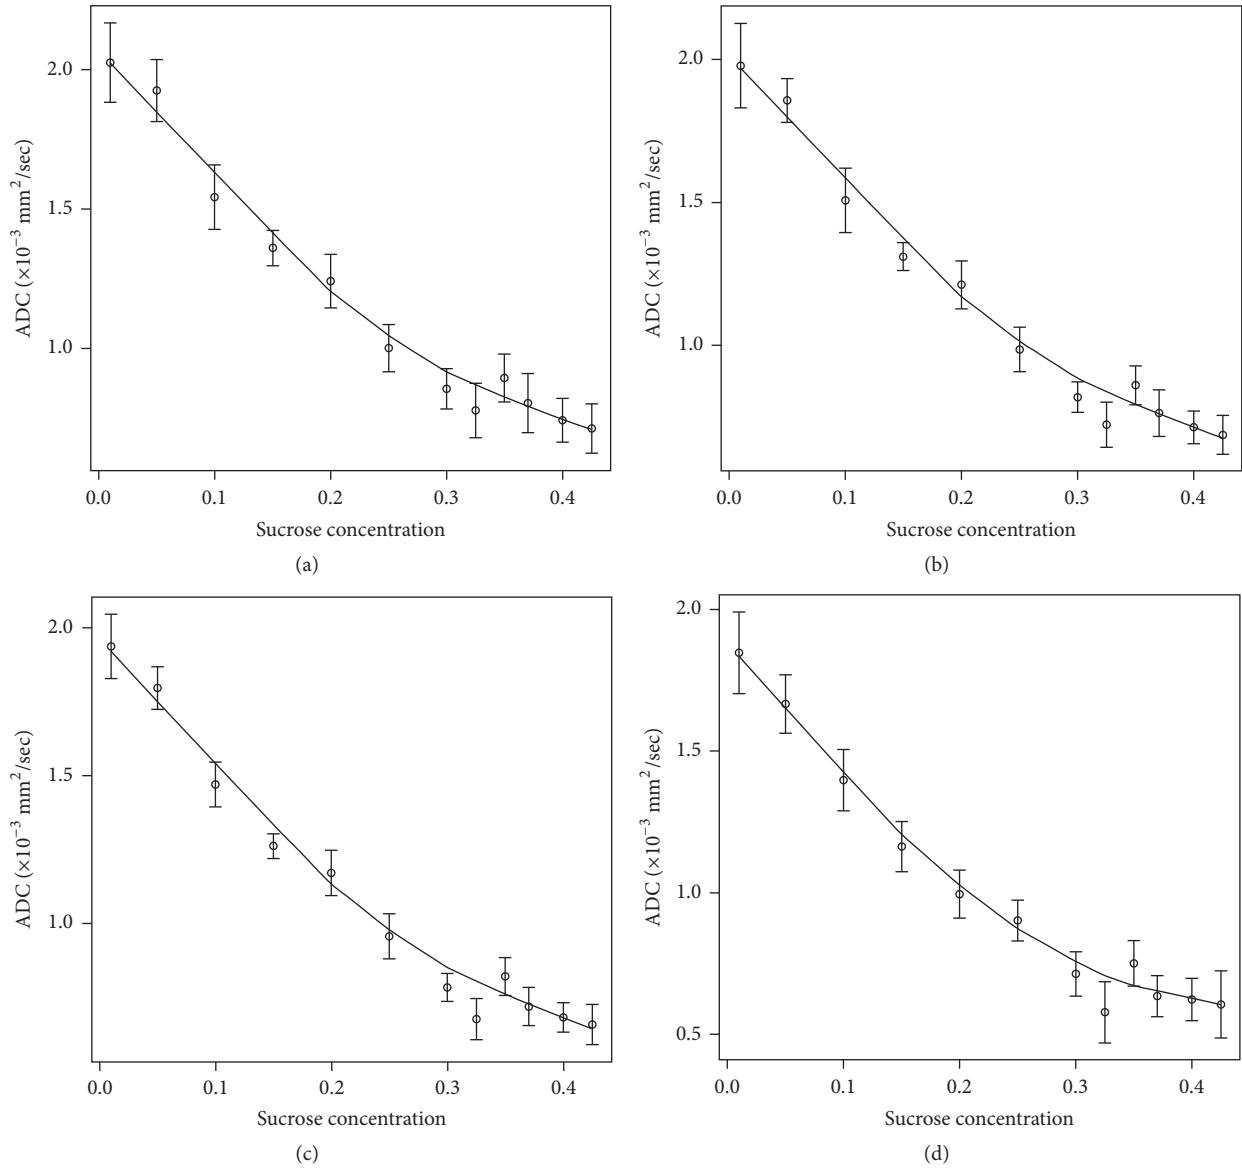 2.0
1.5
1.0
ADC (×10⁻³ mm²/sec)
0.0 0.1 0.2 0.3 0.4
Sucrose concentration
(a)
2.0
1.5
1.0
ADC (×10⁻³ mm²/sec)
0.0 0.1 0.2 0.3 0.4
Sucrose concentration
(b)
2.0
1.5
1.0
ADC (×10⁻³ mm²/sec)
0.0 0.1 0.2 0.3 0.4
Sucrose concentration
(c)
2.0
1.5
1.0
0.5
ADC (×10⁻³ mm²/sec)
0.0 0.1 0.2 0.3 0.4
Sucrose concentration
(d)